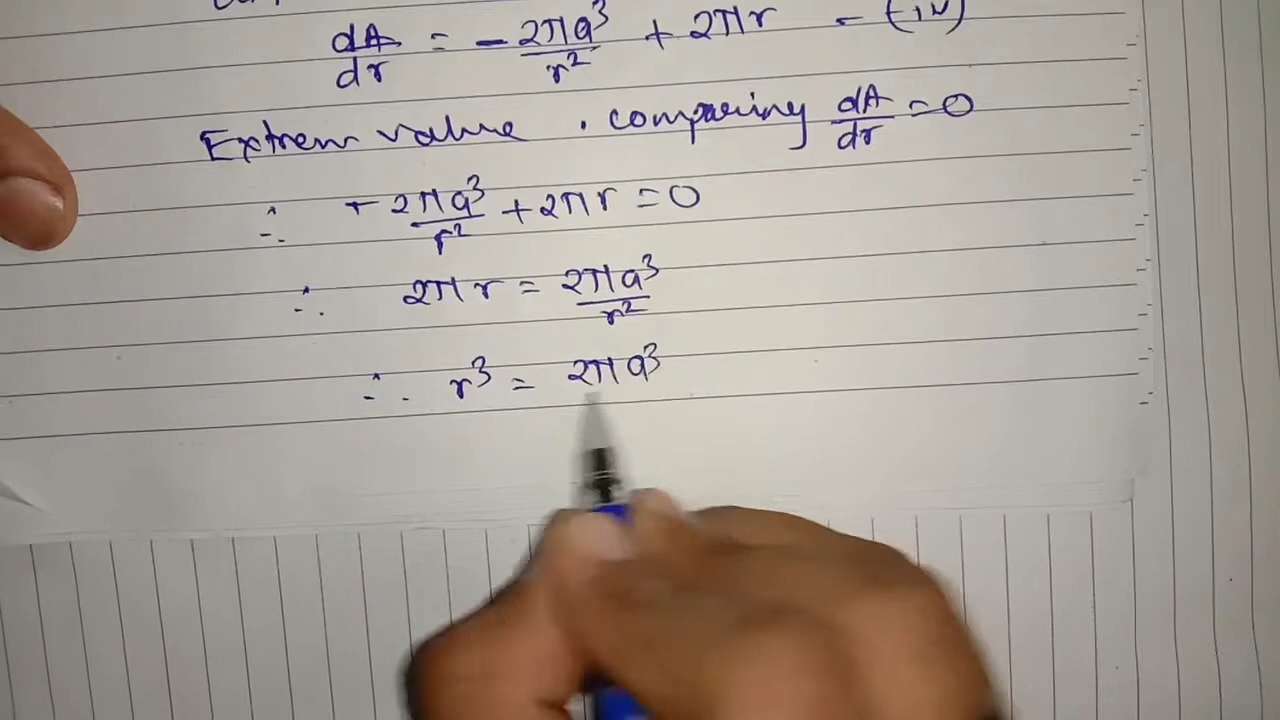 dA/dr = - 2πa³/r² + 2πr - (iv)
Extrem value . comparing dA/dr = 0
∴ - 2πa³/r² + 2πr = 0
∴ 2πr = 2πa³/r²
∴ r³ = 2πa³